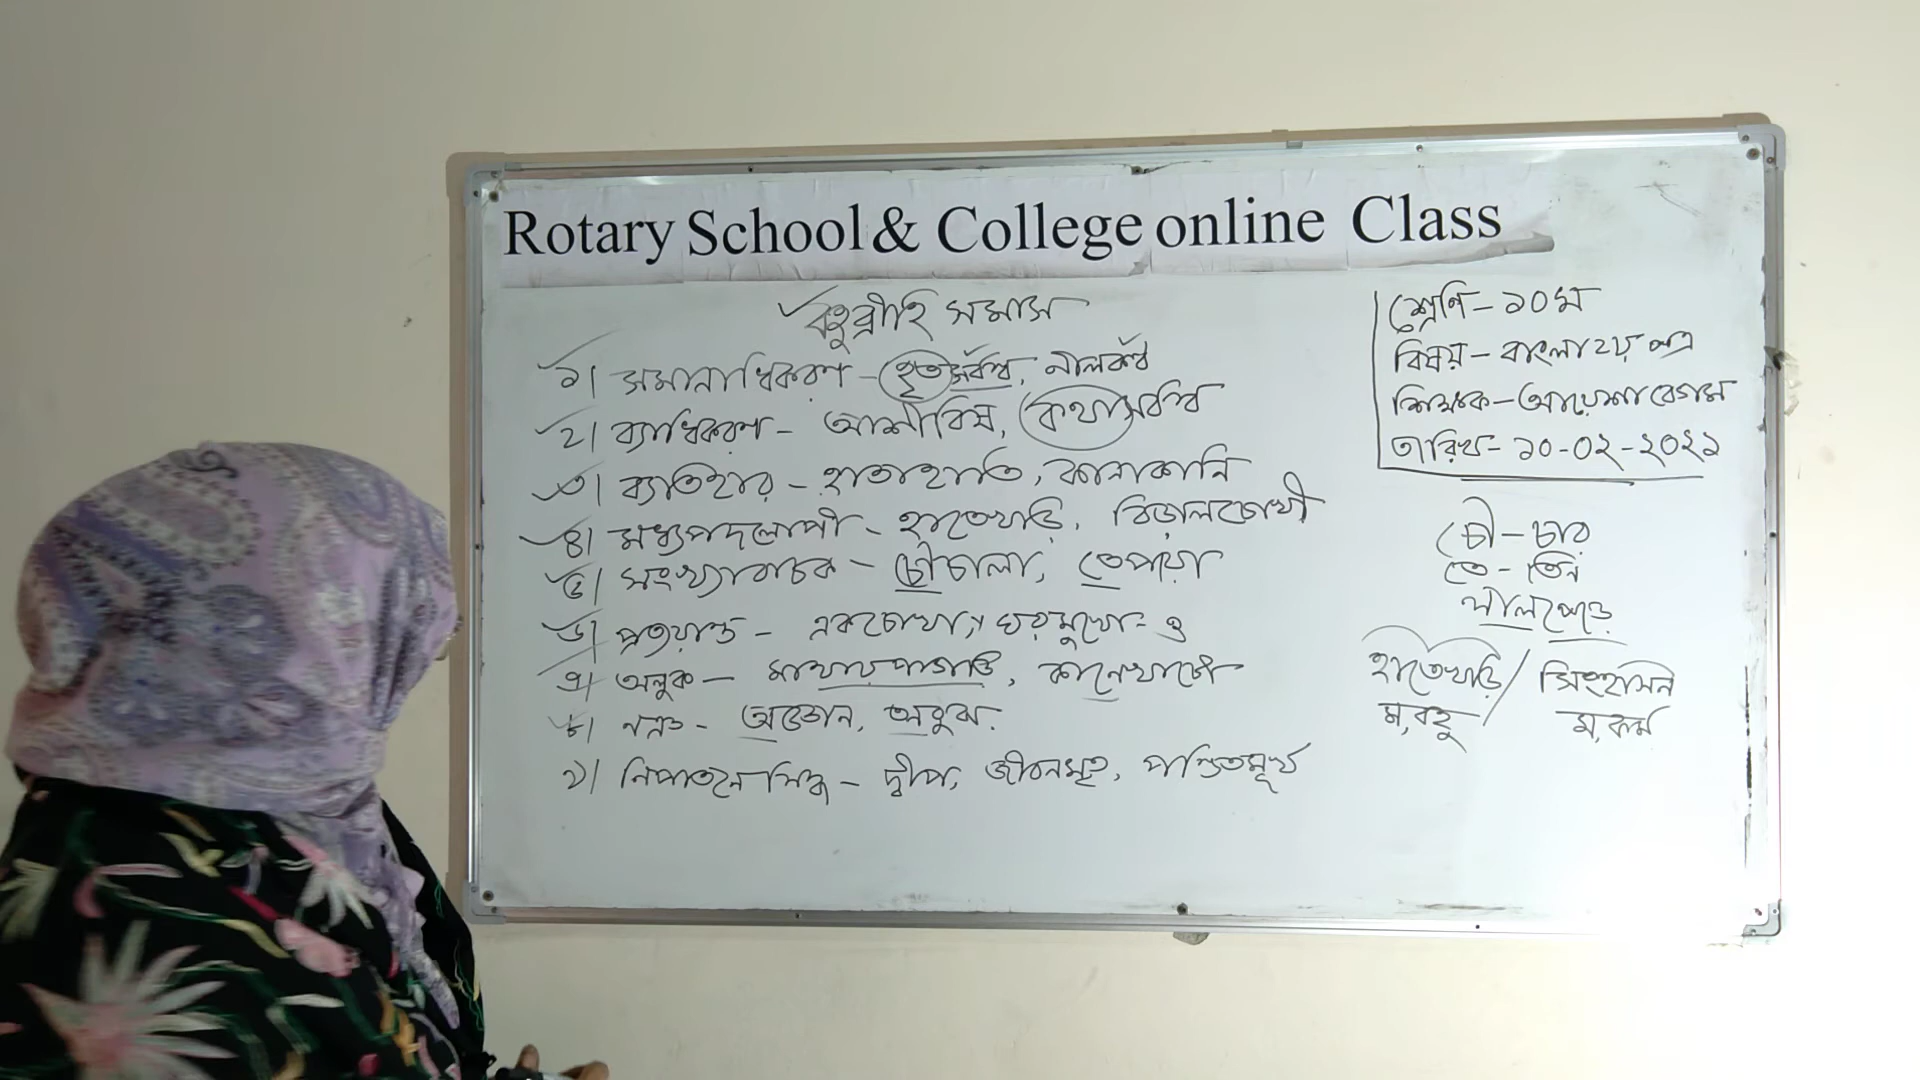 Rotary School & College online Class
বহুব্রীহি সমাস
১। সমানাধিকরণ - হৃতসর্বস্ব, নীলকণ্ঠ
২। ব্যাধিকরণ - আশীবিষ, কথাসর্বস্ব
৩। ব্যতিহার - হাতাহাতি, কানাকানি
৪। মধ্যপদলোপী - হাতেখড়ি, বিড়ালচোখী
৫। সংখ্যাবাচক - চৌচালা, তেপায়া
৬। প্রত্যয়ান্ত - একচোখা, ঘরমুখো - ও
৭। অলুক - মাথায়পাগড়ি, কানেখাটো
৮। নঞ - অজ্ঞান, অবুঝ
৯। নিপাতনে সিদ্ধ - দ্বীপ, জীবনমৃত, পণ্ডিতমূর্খ
শ্রেণি - ১০ম
বিষয় - বাংলা ২য় পত্র
শিক্ষক - আয়েশা বেগম
তারিখ - ১০-০২-২০২১
চৌ - চার
তে - তিন
হাতেখড়ি / সিংহাসন
ম, বহু / ম, কর্ম